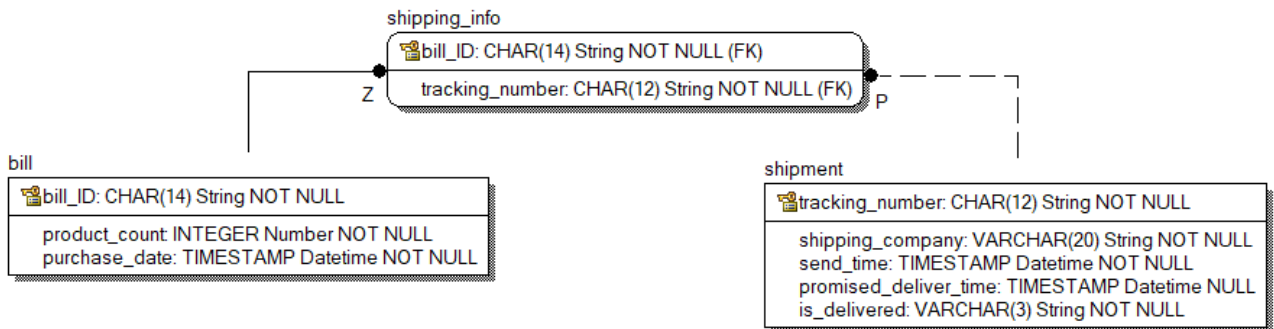 shipping_info
bill_ID: CHAR(14) String NOT NULL (FK)
tracking_number: CHAR(12) String NOT NULL (FK)
Z
P
bill
bill_ID: CHAR(14) String NOT NULL
product_count: INTEGER Number NOT NULL
purchase_date: TIMESTAMP Datetime NOT NULL
shipment
tracking_number: CHAR(12) String NOT NULL
shipping_company: VARCHAR(20) String NOT NULL
send_time: TIMESTAMP Datetime NOT NULL
promised_deliver_time: TIMESTAMP Datetime NULL
is_delivered: VARCHAR(3) String NOT NULL